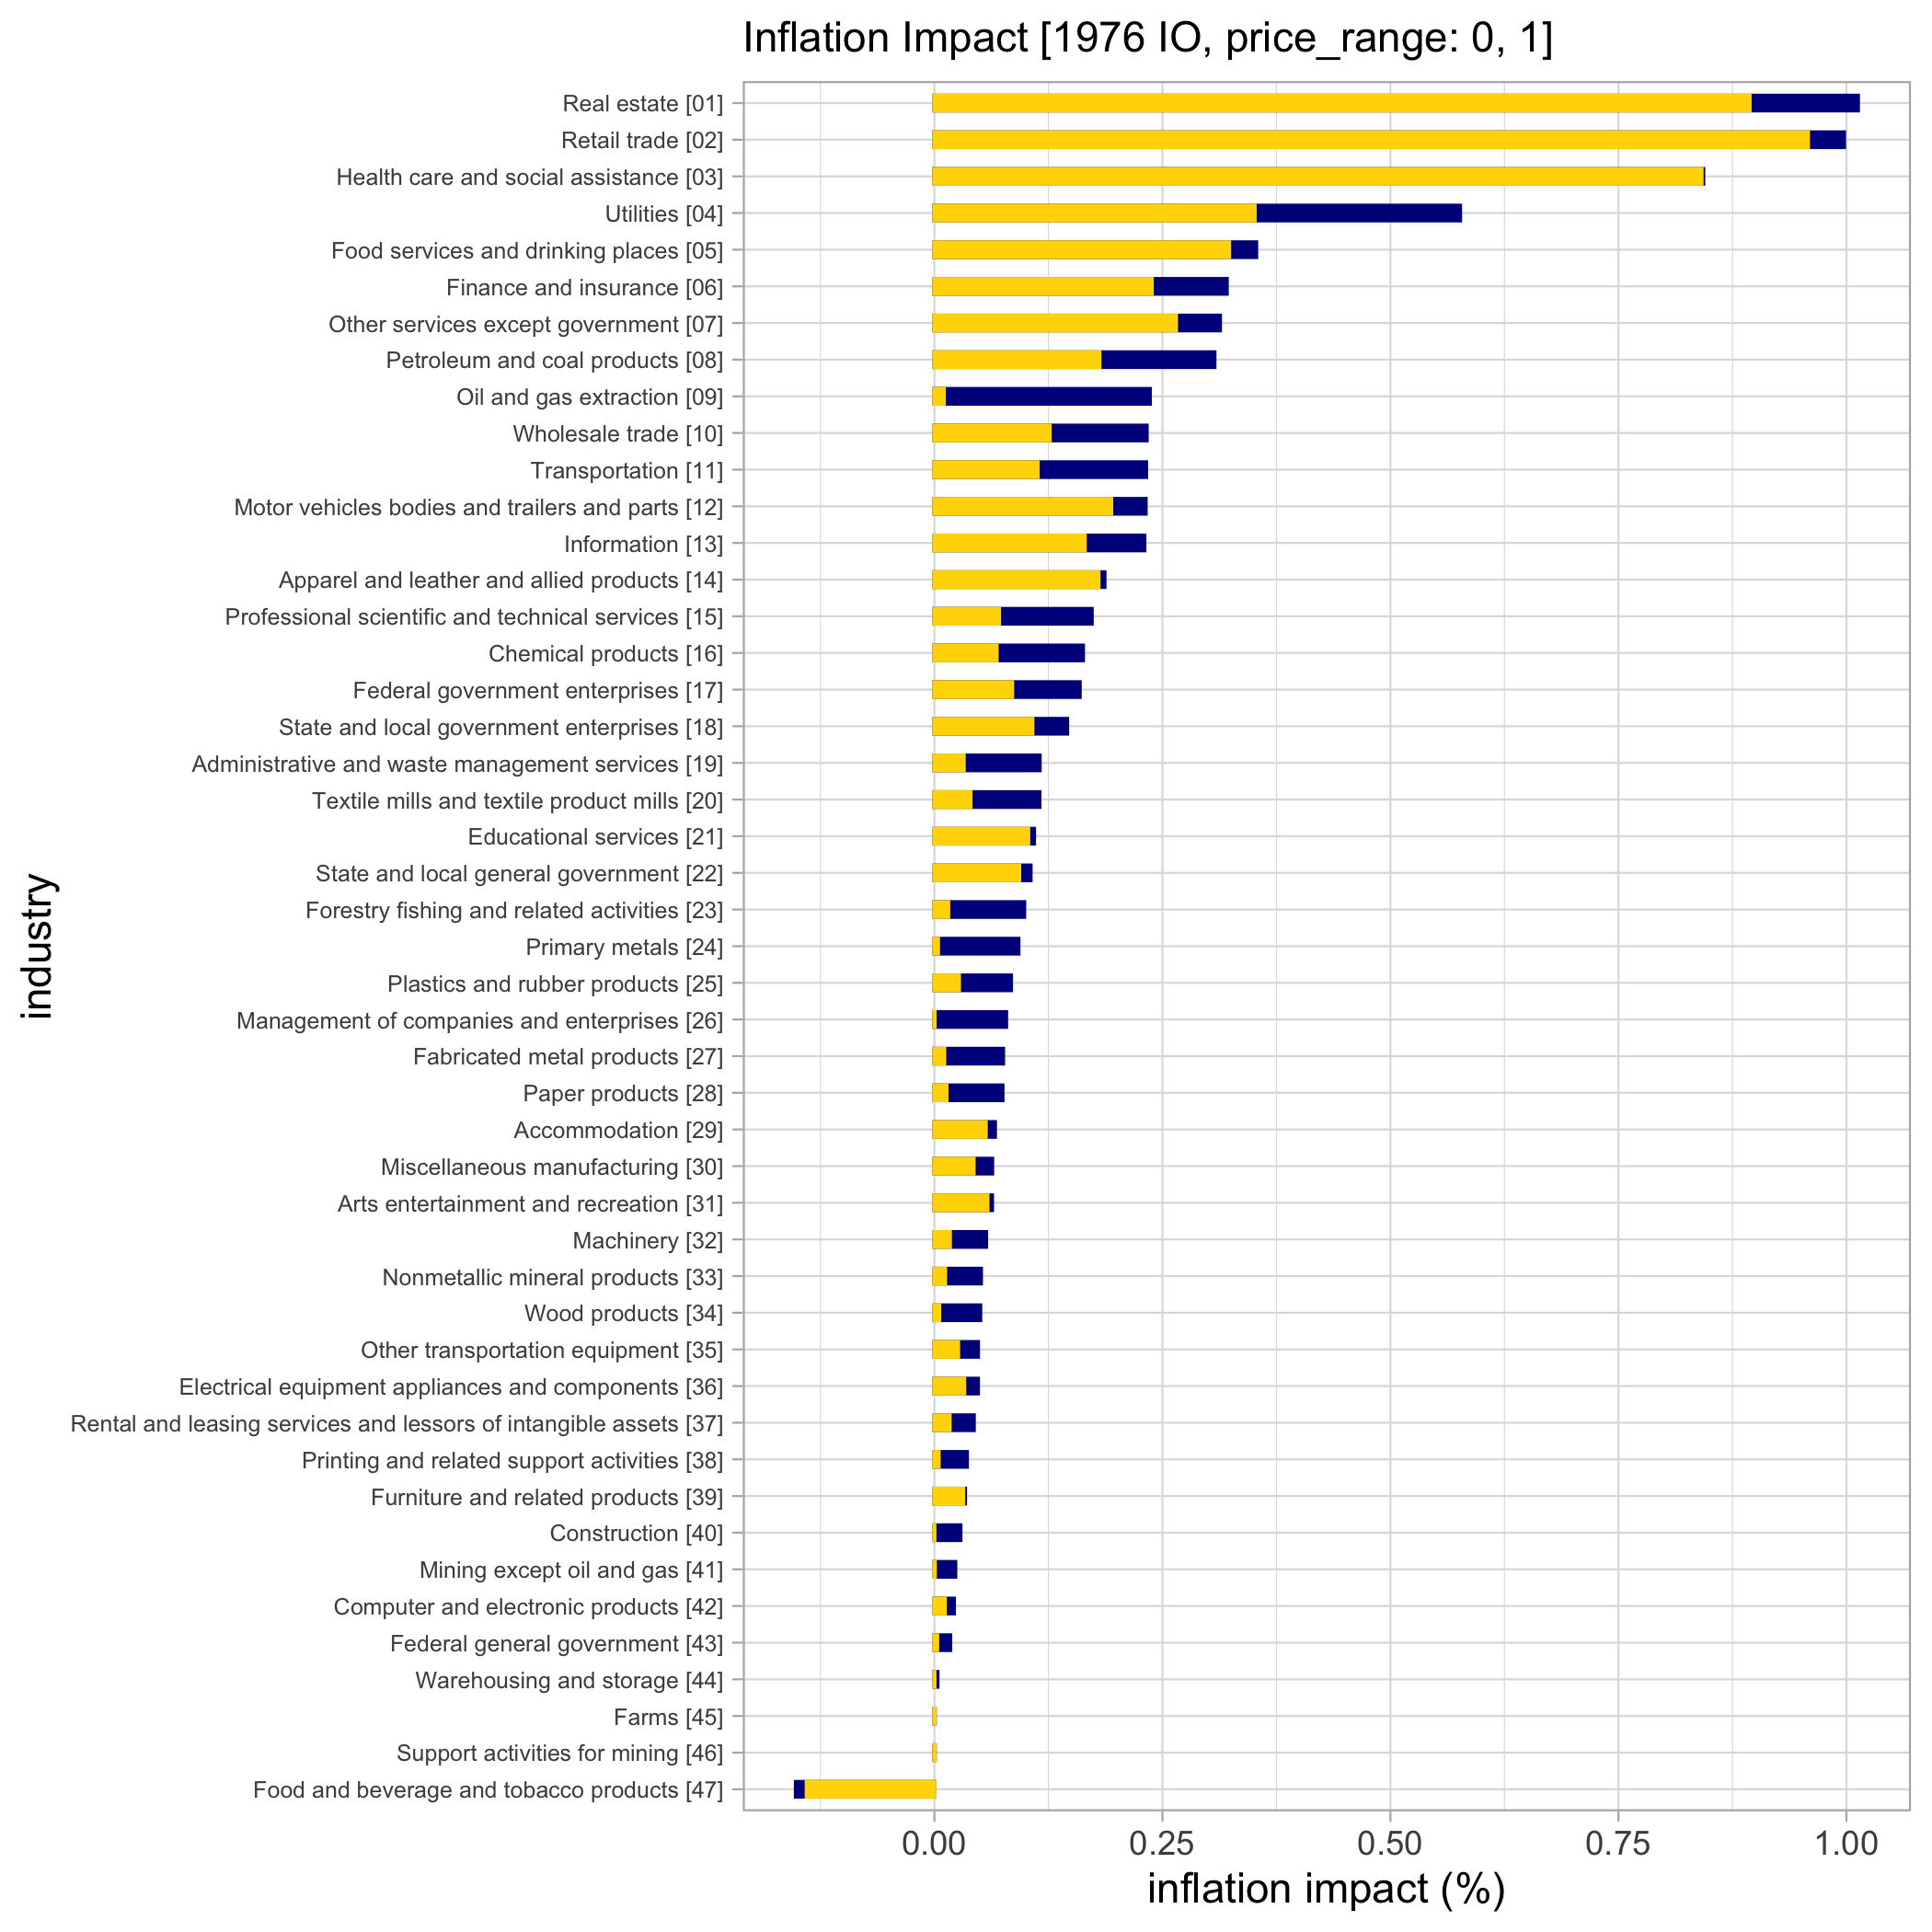 Inflation Impact [1976 IO, price_range: 0, 1]
Real estate [01]
Retail trade [02]
Health care and social assistance [03]
Utilities [04]
Food services and drinking places [05]
Finance and insurance [06]
Other services except government [07]
Petroleum and coal products [08]
Oil and gas extraction [09]
Wholesale trade [10]
Transportation [11]
Motor vehicles bodies and trailers and parts [12]
Information [13]
Apparel and leather and allied products [14]
Professional scientific and technical services [15]
Chemical products [16]
Federal government enterprises [17]
State and local government enterprises [18]
Administrative and waste management services [19]
Textile mills and textile product mills [20]
Educational services [21]
State and local general government [22]
Forestry fishing and related activities [23]
Primary metals [24]
Plastics and rubber products [25]
Management of companies and enterprises [26]
Fabricated metal products [27]
Paper products [28]
Accommodation [29]
Miscellaneous manufacturing [30]
Arts entertainment and recreation [31]
Machinery [32]
Nonmetallic mineral products [33]
Wood products [34]
Other transportation equipment [35]
Electrical equipment appliances and components [36]
Rental and leasing services and lessors of intangible assets [37]
Printing and related support activities [38]
Furniture and related products [39]
Construction [40]
Mining except oil and gas [41]
Computer and electronic products [42]
Federal general government [43]
Warehousing and storage [44]
Farms [45]
Support activities for mining [46]
Food and beverage and tobacco products [47]
industry
0.00 0.25 0.50 0.75 1.00
inflation impact (%)